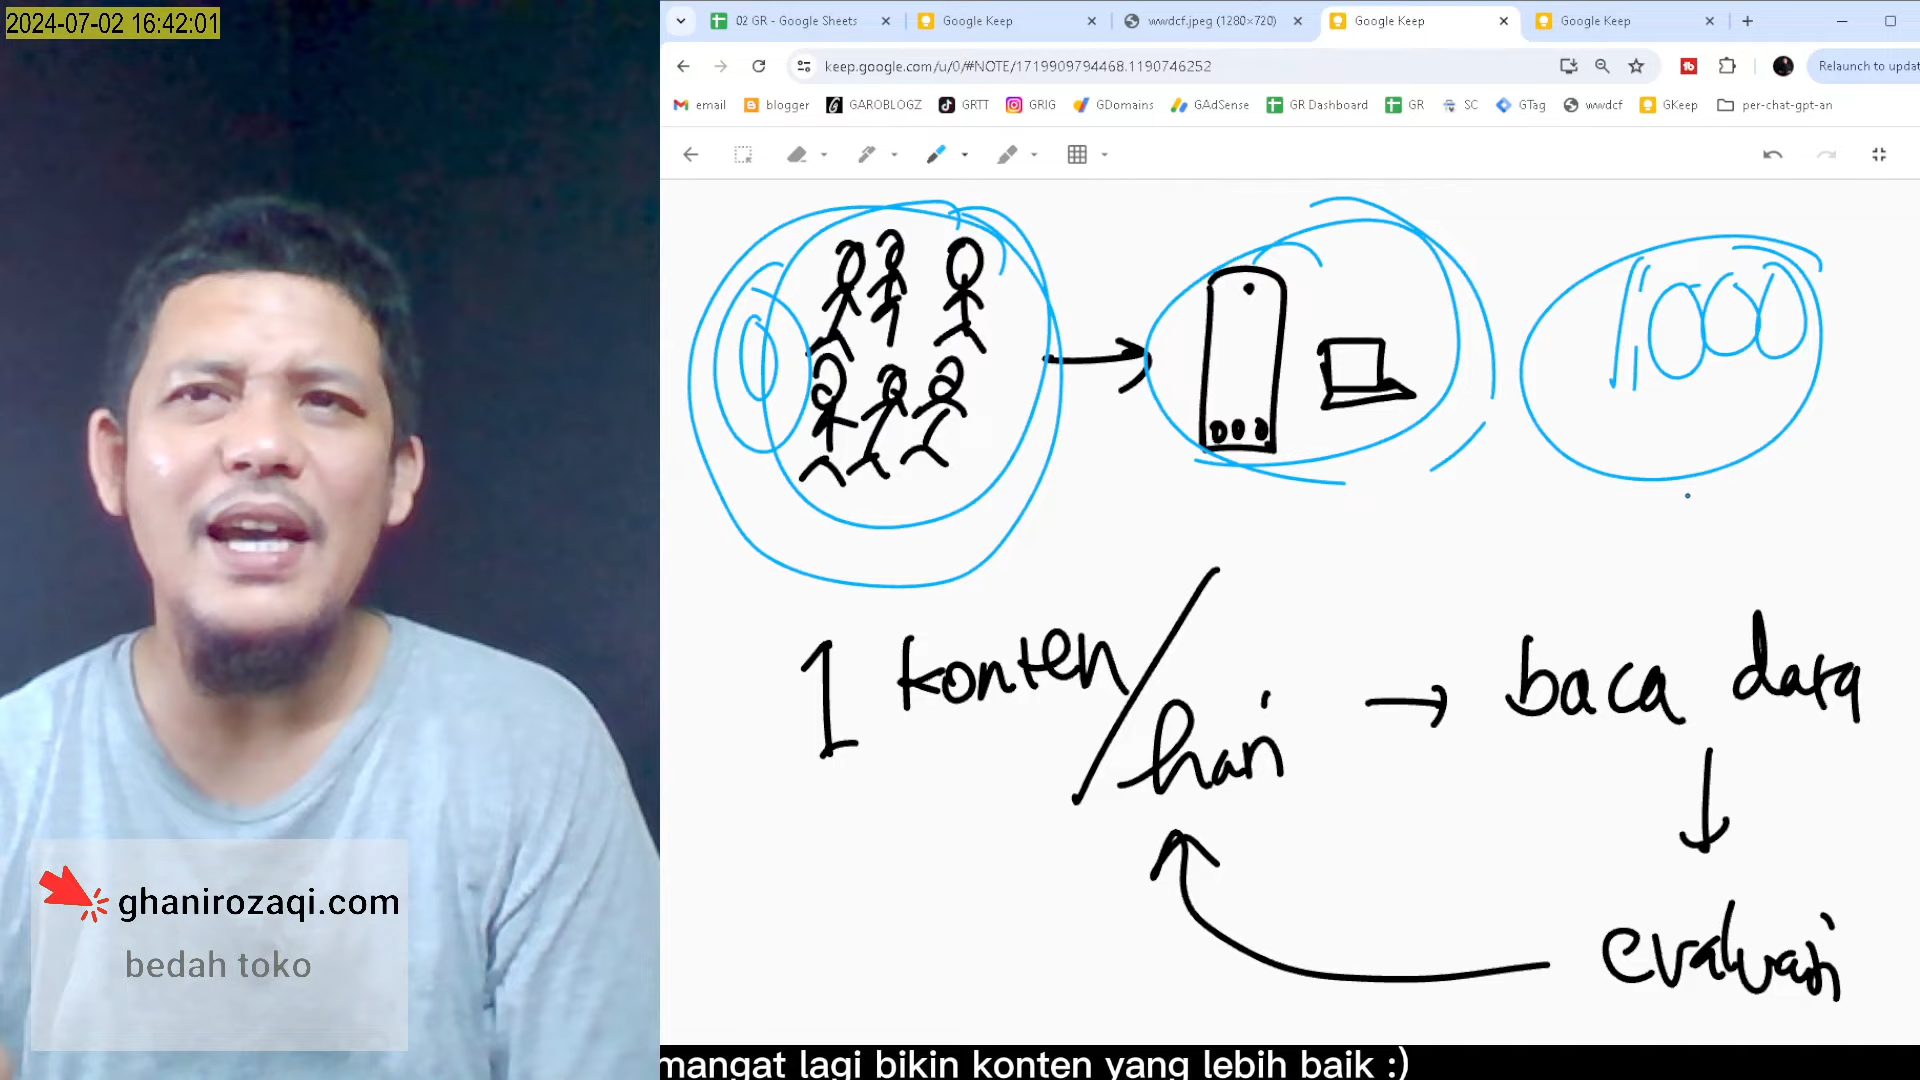 2024-07-02 16:42:01
02 GR - Google Sheets
Google Keep
wwdcf.jpeg (1280×720)
Google Keep
Google Keep
keep.google.com/u/0/#NOTE/1719909794468.1190746252
Relaunch to updat
email
blogger
GAROBLOGZ
GRTT
GRIG
GDomains
GAdSense
GR Dashboard
GR
SC
GTag
wwdcf
GKeep
per-chat-gpt-an
1.000
1 konten/hari → baca data
↓
evaluasi
ghanirozaqi.com
bedah toko
mangat lagi bikin konten yang lebih baik :)